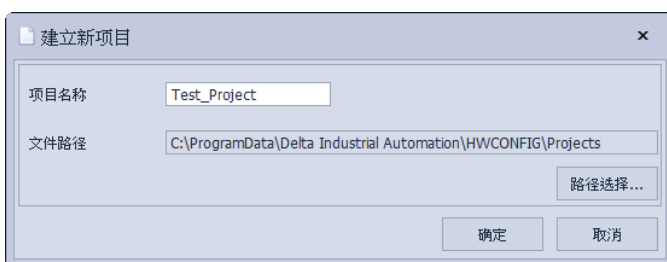 建立新项目
项目名称 Test_Project
文件路径 C:\ProgramData\Delta Industrial Automation\HWCONFIG\Projects
路径选择...
确定 取消